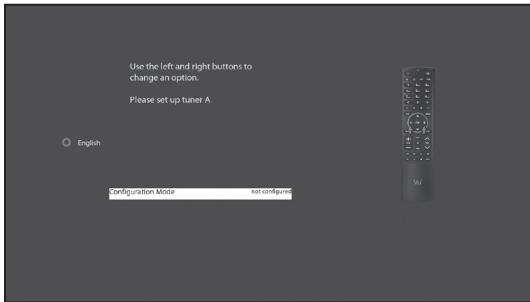 Use the left and right buttons to
change an option.
Please set up tuner A
English
Configuration Mode not configured